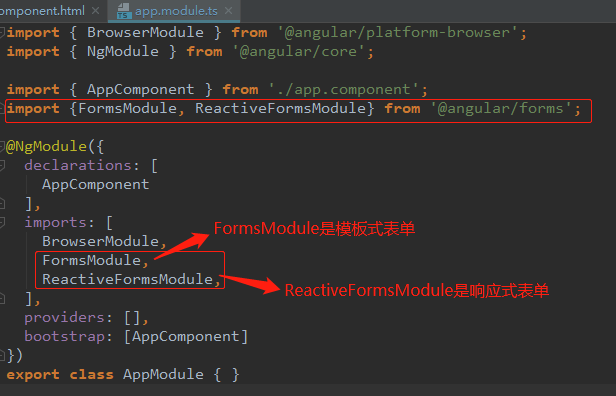 component.html × app.module.ts ×
import { BrowserModule } from '@angular/platform-browser';
import { NgModule } from '@angular/core';
import { AppComponent } from './app.component';
import {FormsModule, ReactiveFormsModule} from '@angular/forms';
@NgModule({
declarations: [
AppComponent
],
imports: [
FormsModule是模板式表单
BrowserModule,
FormsModule,
ReactiveFormsModule,
ReactiveFormsModule是响应式表单
],
providers: [],
bootstrap: [AppComponent]
})
export class AppModule { }